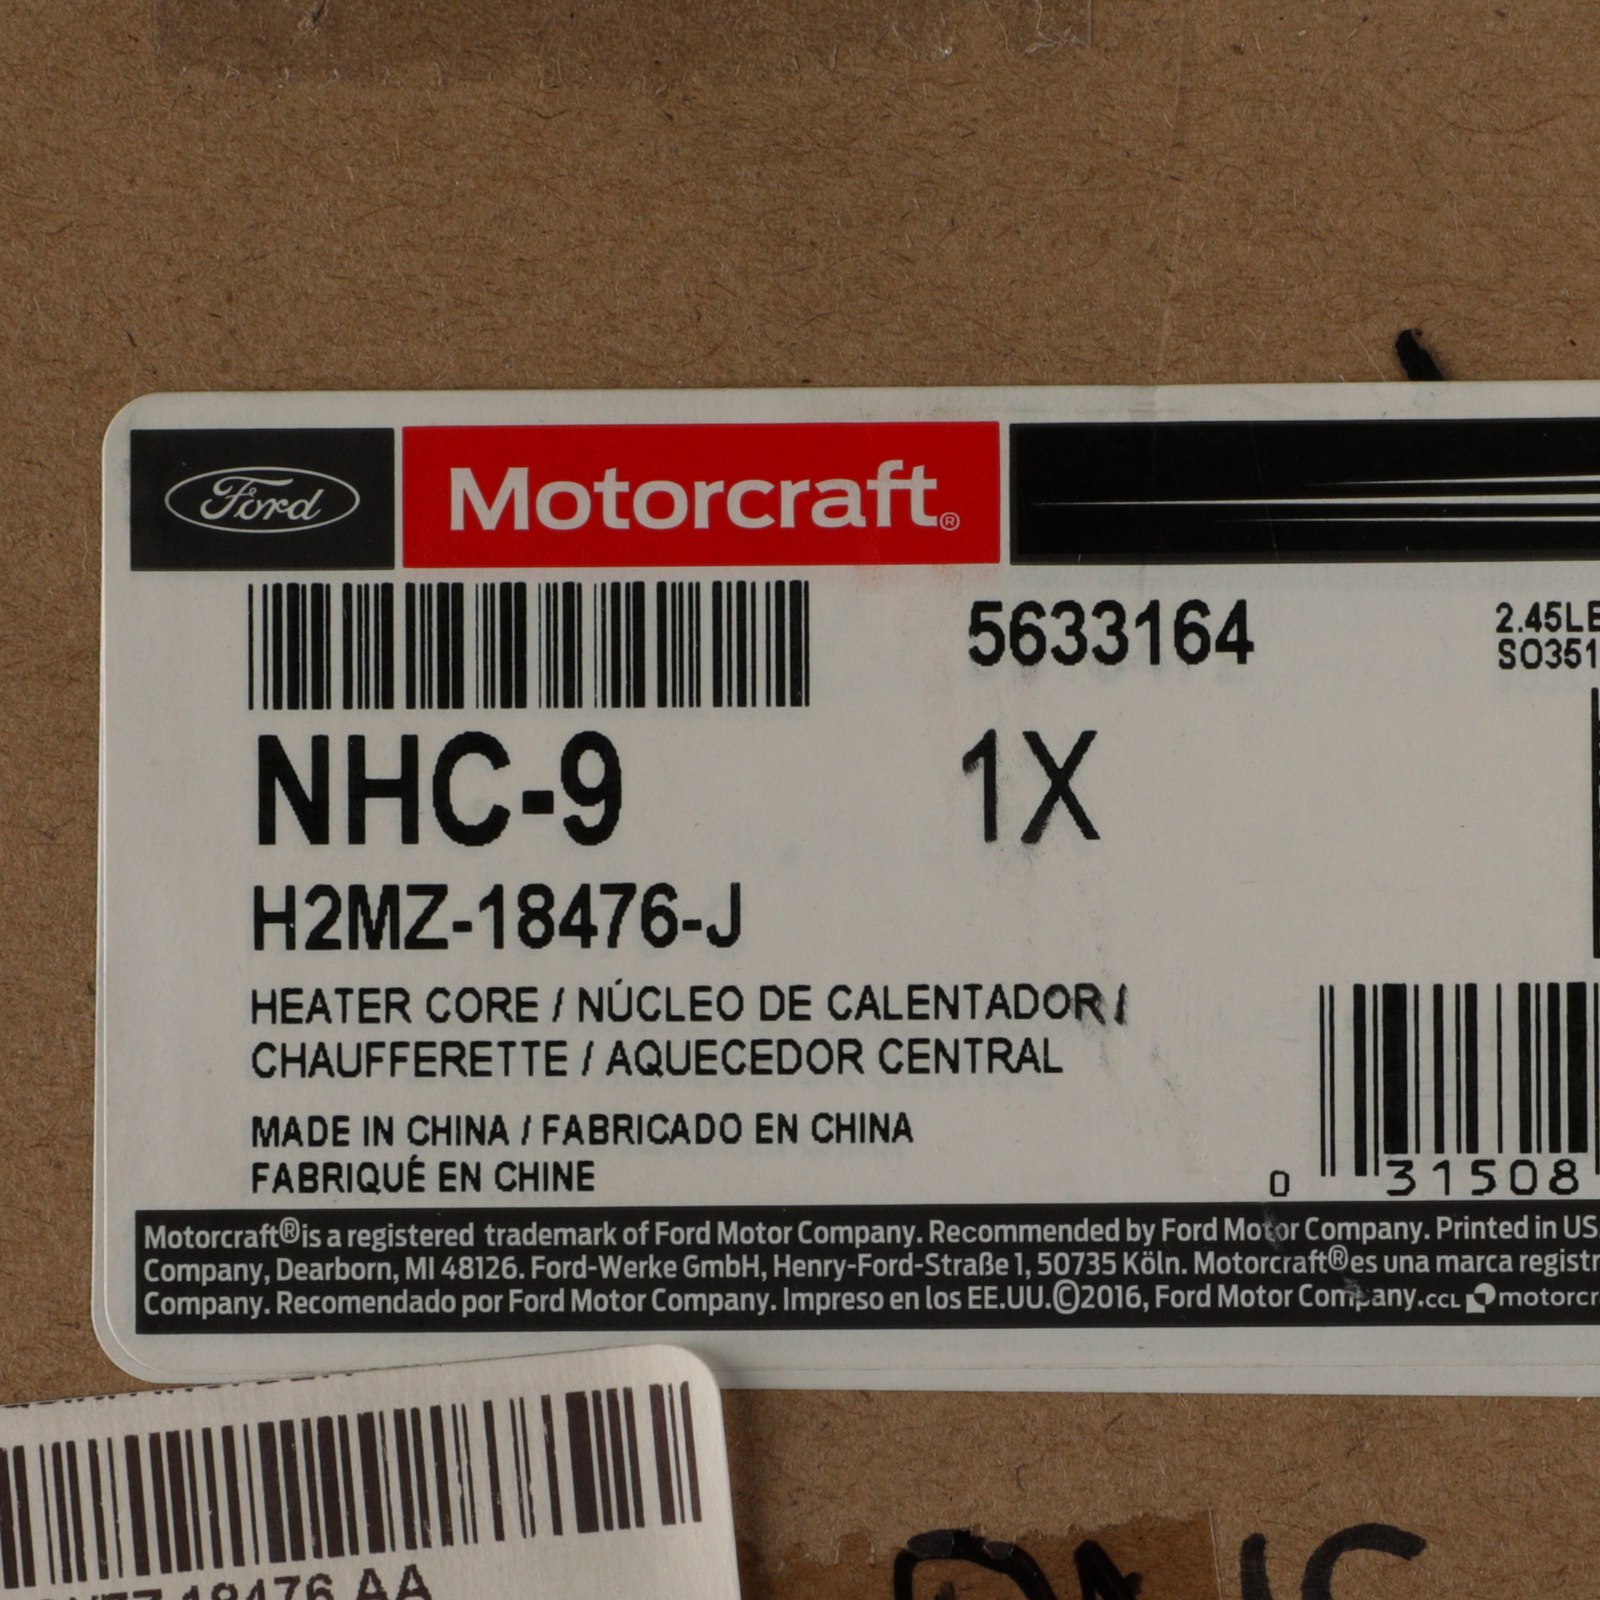 Ford Motorcraft®
5633164
2.45LB
SO351
NHC-9 1X
H2MZ-18476-J
HEATER CORE / NÚCLEO DE CALENTADOR /
CHAUFFERETTE / AQUECEDOR CENTRAL
MADE IN CHINA / FABRICADO EN CHINA
FABRIQUÉ EN CHINE
0 31508
Motorcraft® is a registered trademark of Ford Motor Company. Recommended by Ford Motor Company. Printed in US
Company, Dearborn, MI 48126. Ford-Werke GmbH, Henry-Ford-Straße 1, 50735 Köln. Motorcraft® es una marca registr
Company. Recomendado por Ford Motor Company. Impreso en los EE.UU.©2016, Ford Motor Company. CCL motorcr
18476 AA